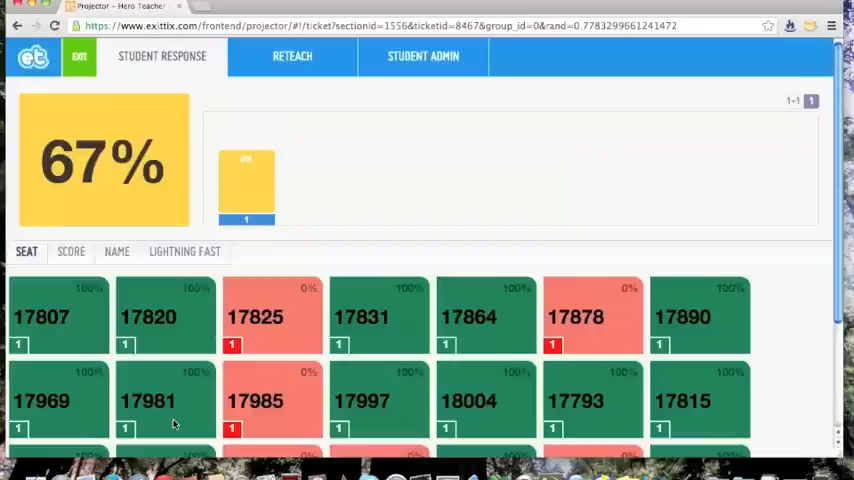 Projector – Hero Teacher
https://www.exittix.com/frontend/projector/#!/ticket?sectionid=1556&ticketid=8467&group_id=0&rand=0.7783299661241472
et EXIT STUDENT RESPONSE RETEACH STUDENT ADMIN
1-1 1
67%
1
SEAT SCORE NAME LIGHTNING FAST
100% 100% 0% 100% 100% 0% 100%
17807 17820 17825 17831 17864 17878 17890
1 1 1 1 1 1 1
100% 100% 0% 100% 100% 100% 100%
17969 17981 17985 17997 18004 17793 17815
1 1 1 1 1 1 1